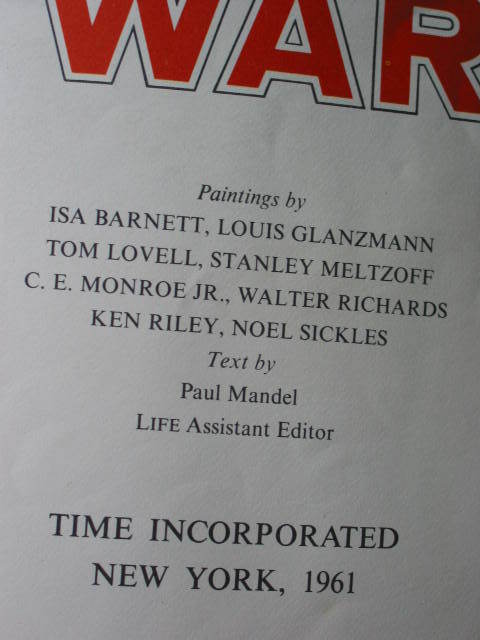 WAR
Paintings by
ISA BARNETT, LOUIS GLANZMANN
TOM LOVELL, STANLEY MELTZOFF
C. E. MONROE JR., WALTER RICHARDS
KEN RILEY, NOEL SICKLES
Text by
Paul Mandel
LIFE Assistant Editor
TIME INCORPORATED
NEW YORK, 1961